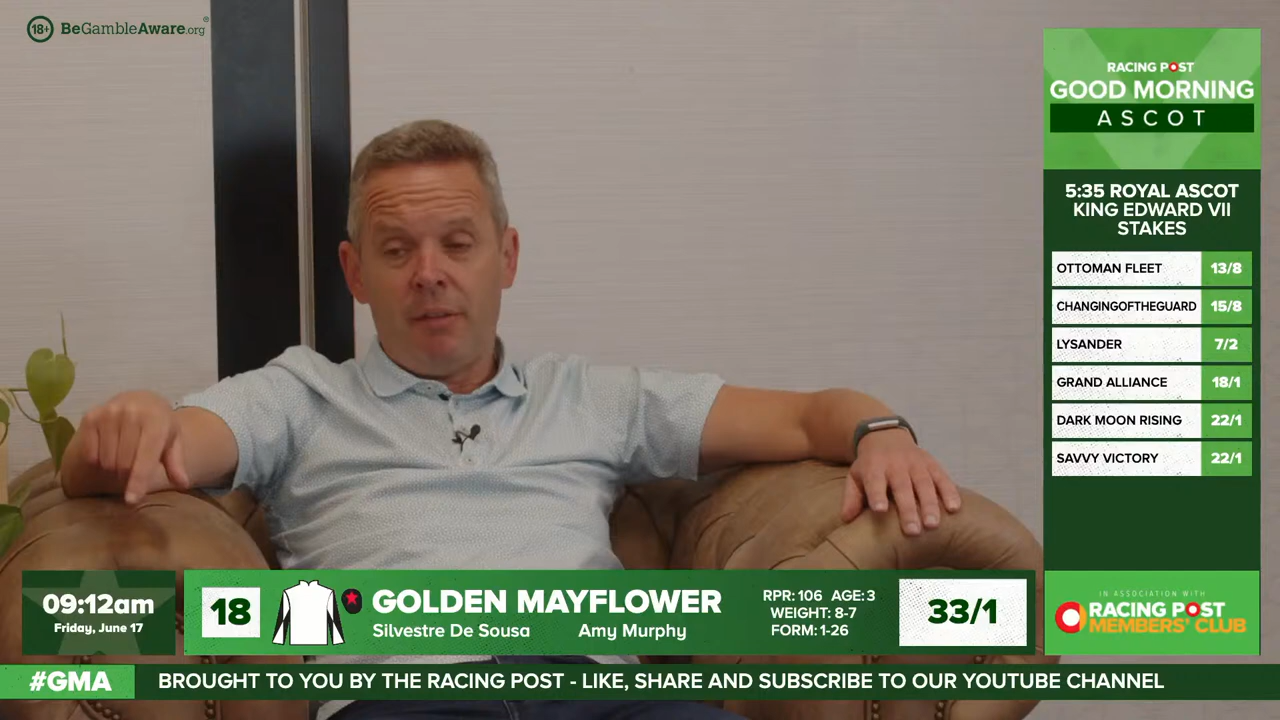 18+ BeGambleAware.org®
RACING POST
GOOD MORNING
ASCOT
5:35 ROYAL ASCOT
KING EDWARD VII
STAKES
OTTOMAN FLEET 13/8
CHANGINGOFTHEGUARD 15/8
LYSANDER 7/2
GRAND ALLIANCE 18/1
DARK MOON RISING 22/1
SAVVY VICTORY 22/1
09:12am
Friday, June 17
18
GOLDEN MAYFLOWER
Silvestre De Sousa Amy Murphy
RPR: 106 AGE: 3
WEIGHT: 8-7
FORM: 1-26
33/1
IN ASSOCIATION WITH
RACING POST
MEMBERS' CLUB
#GMA
BROUGHT TO YOU BY THE RACING POST - LIKE, SHARE AND SUBSCRIBE TO OUR YOUTUBE CHANNEL